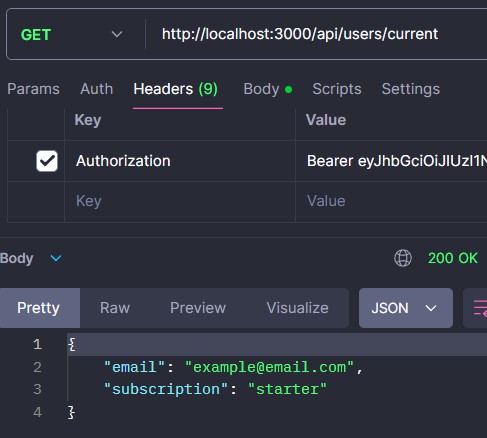 GET http://localhost:3000/api/users/current
Params Auth Headers (9) Body Scripts Settings
Key Value
Authorization Bearer eyJhbGciOiJIUzI1N
Key Value
Body 200 OK
Pretty Raw Preview Visualize JSON
1 {
2 "email": "example@email.com",
3 "subscription": "starter"
4 }